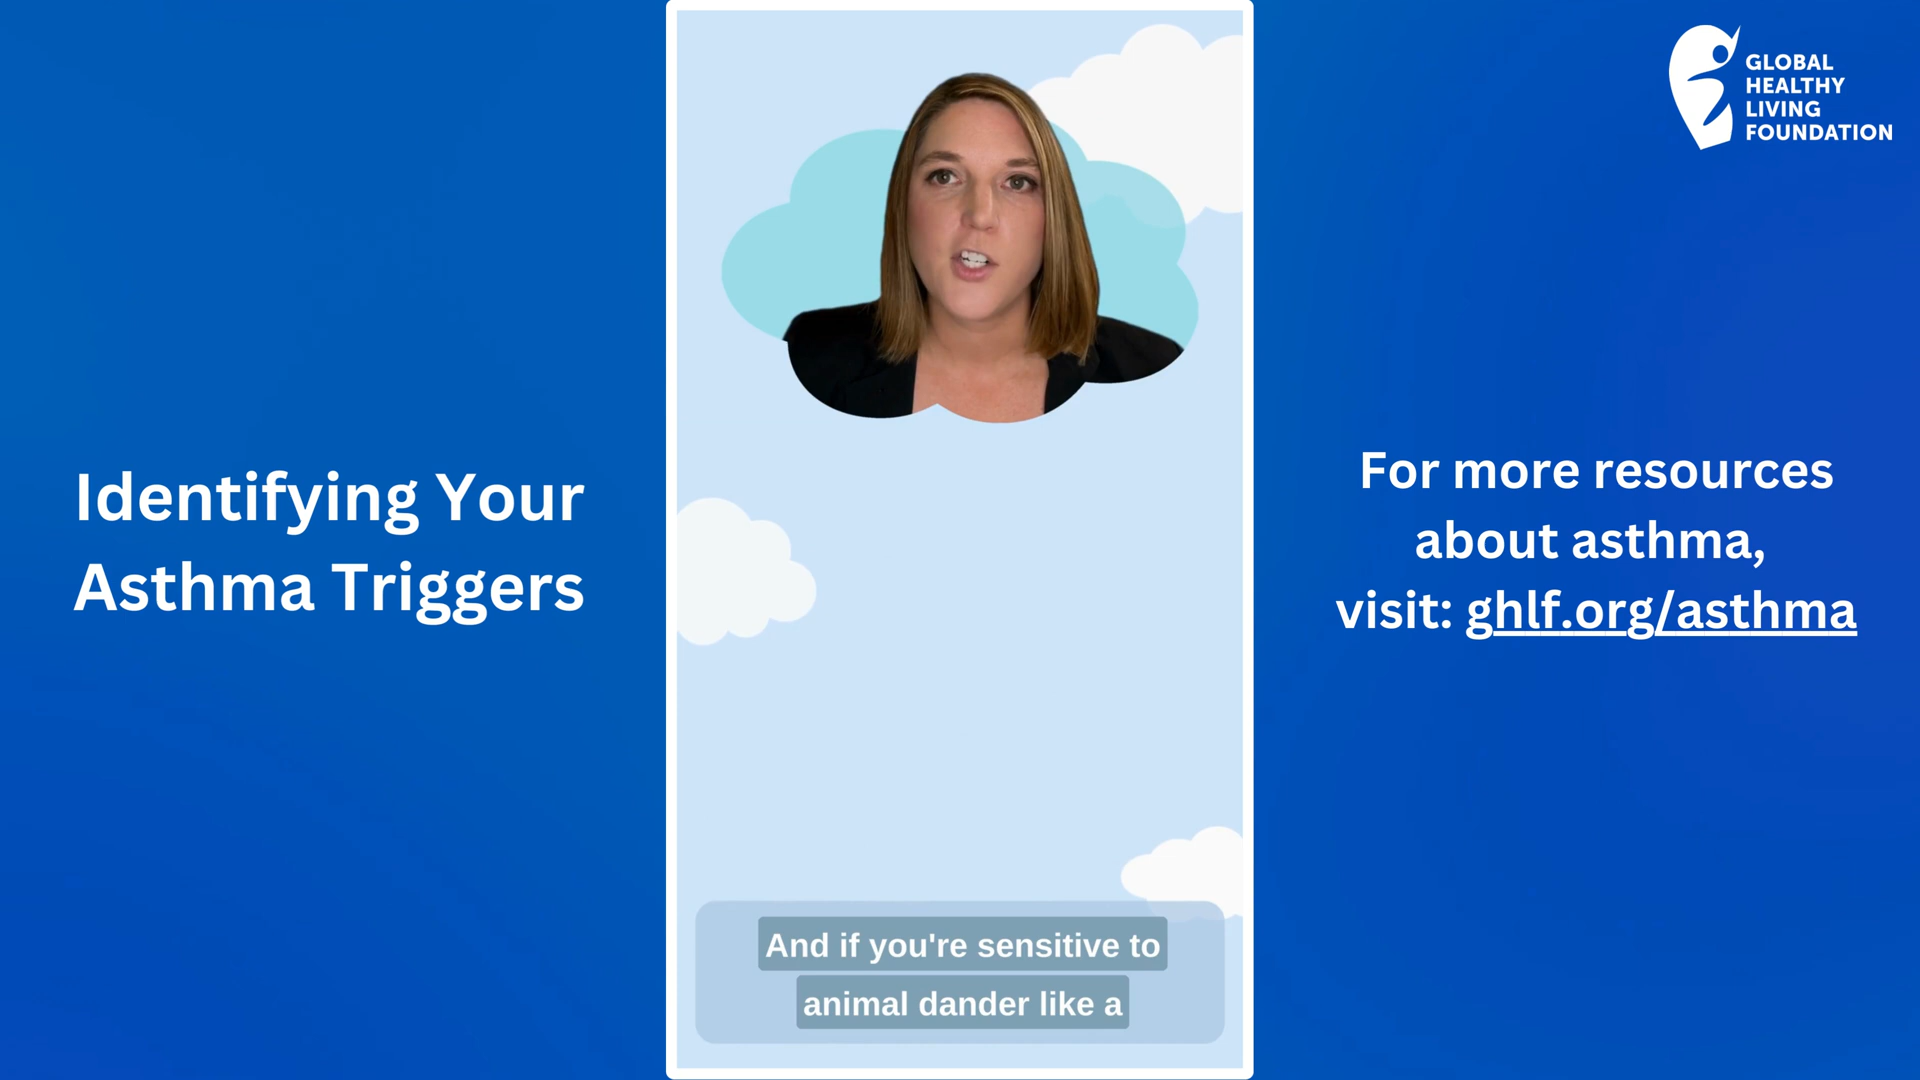 Identifying Your
Asthma Triggers
And if you're sensitive to
animal dander like a
GLOBAL
HEALTHY
LIVING
FOUNDATION
For more resources
about asthma,
visit: ghlf.org/asthma